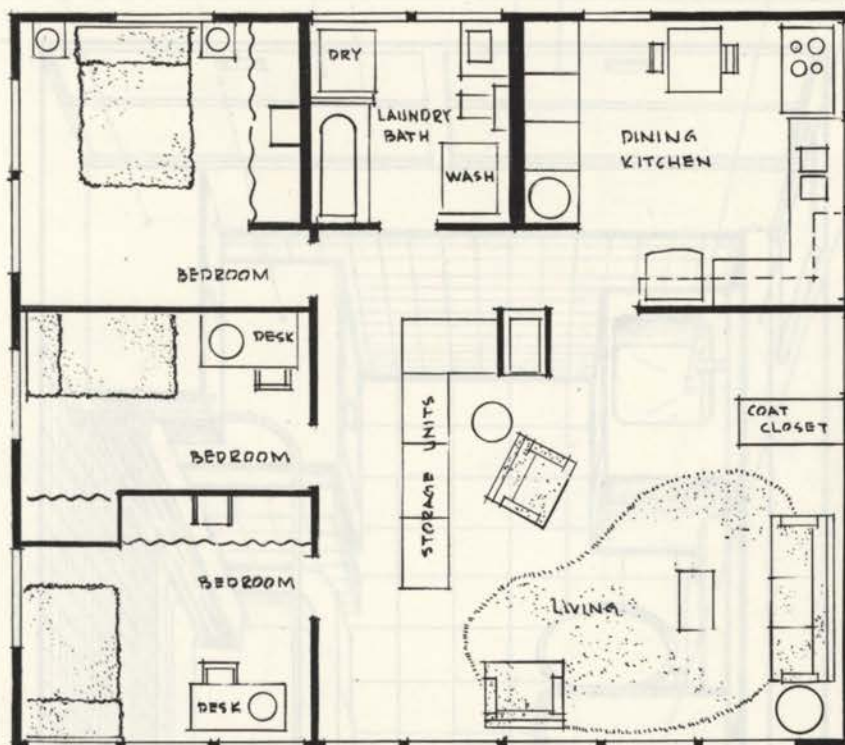 DRY
LAUNDRY
BATH
WASH
DINING
KITCHEN
BEDROOM
DESK
BEDROOM
STORAGE UNITS
COAT
CLOSET
BEDROOM
LIVING
DESK